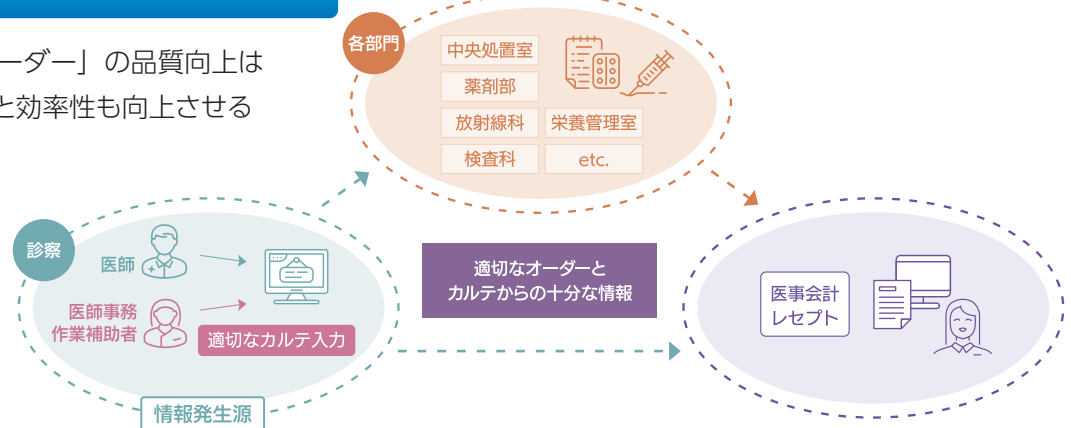 ーダー」の品質向上は
と効率性も向上させる
各部門
中央処置室
薬剤部
放射線科
栄養管理室
検査科
etc.
診察
医師
医師事務
作業補助者
適切なカルテ入力
情報発生源
適切なオーダーと
カルテからの十分な情報
医事会計
レセプト